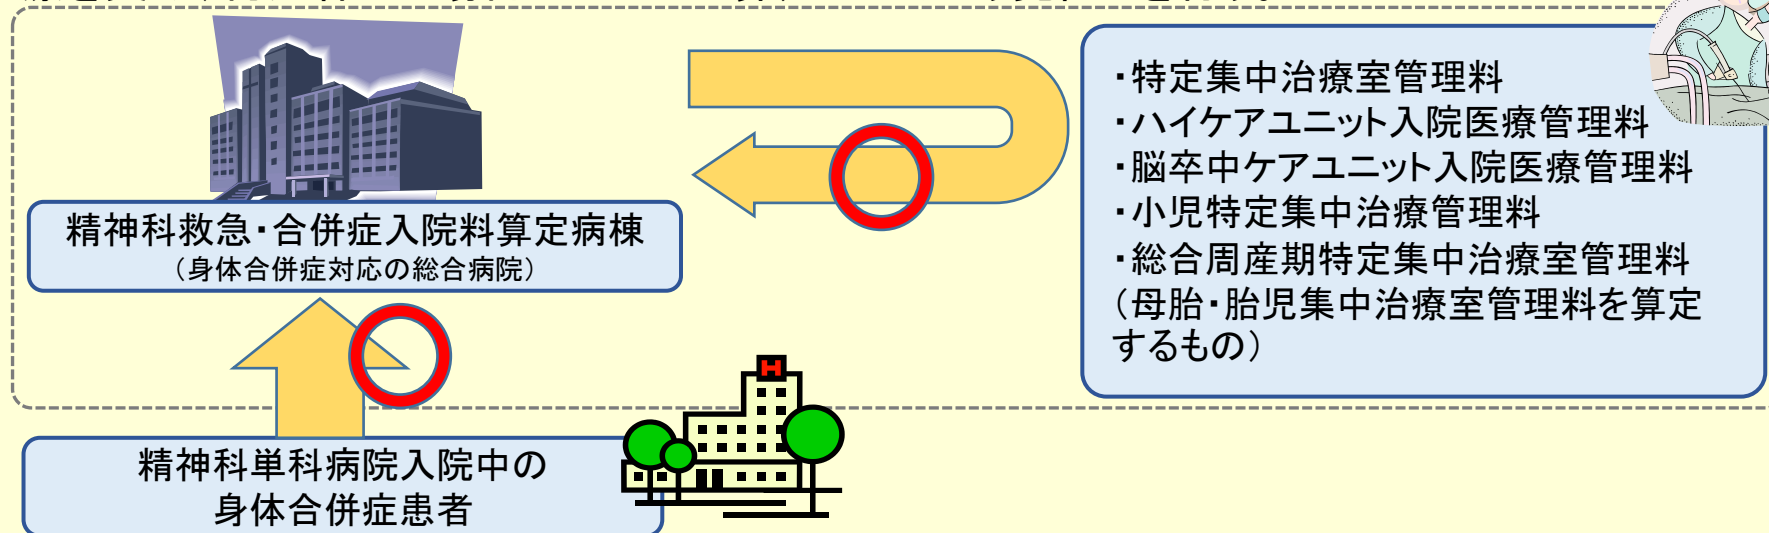 ・特定集中治療室管理料
・ハイケアユニット入院医療管理料
・脳卒中ケアユニット入院医療管理料
・小児特定集中治療管理料
・総合周産期特定集中治療室管理料
（母胎・胎児集中治療室管理料を算定
するもの）
精神科救急・合併症入院料算定病棟
（身体合併症対応の総合病院）
H
精神科単科病院入院中の
身体合併症患者